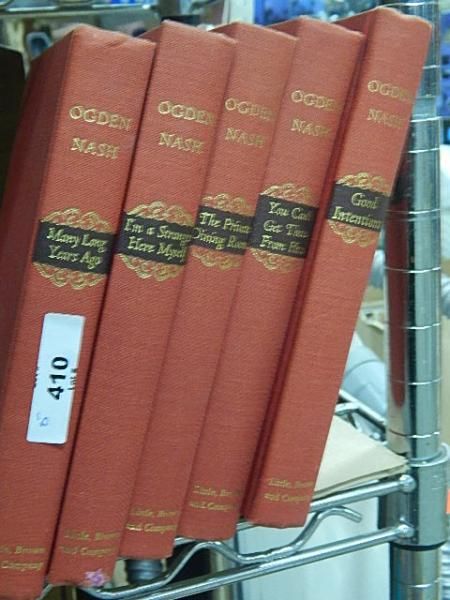 OGDEN
NASH
Many Long
Years Ago
410
Little, Brown
OGDEN
NASH
I'm a Stranger
Here Myself
Little, Brown
and Company
OGDEN
NASH
The Private
Dining Room
Little, Brown
and Company
OGDEN
NASH
You Can't
Get There
From Here
Little, Brown
and Company
OGDEN
NASH
Good
Intentions
Little, Brown
and Company